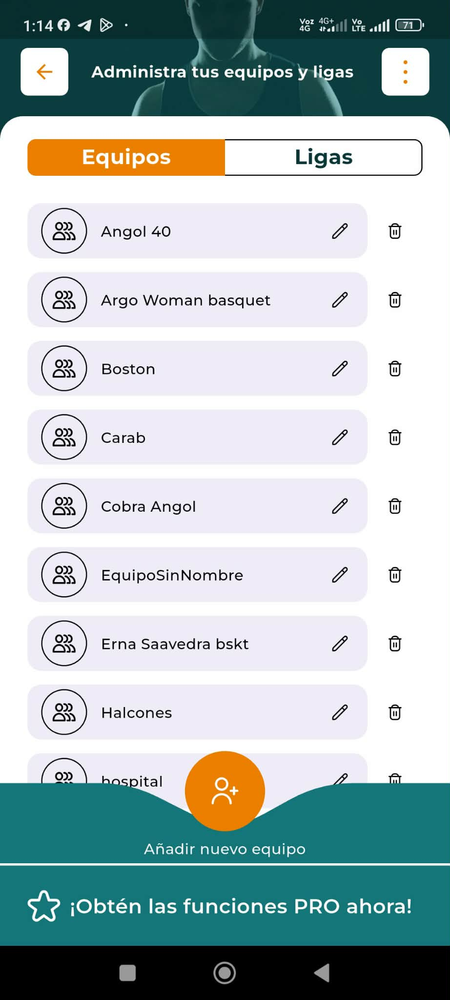 1:14
Voz 4G 4G+ Vo LTE 71
Administra tus equipos y ligas
Equipos
Ligas
Angol 40
Argo Woman basquet
Boston
Carab
Cobra Angol
EquipoSinNombre
Erna Saavedra bskt
Halcones
hospital
Añadir nuevo equipo
¡Obtén las funciones PRO ahora!